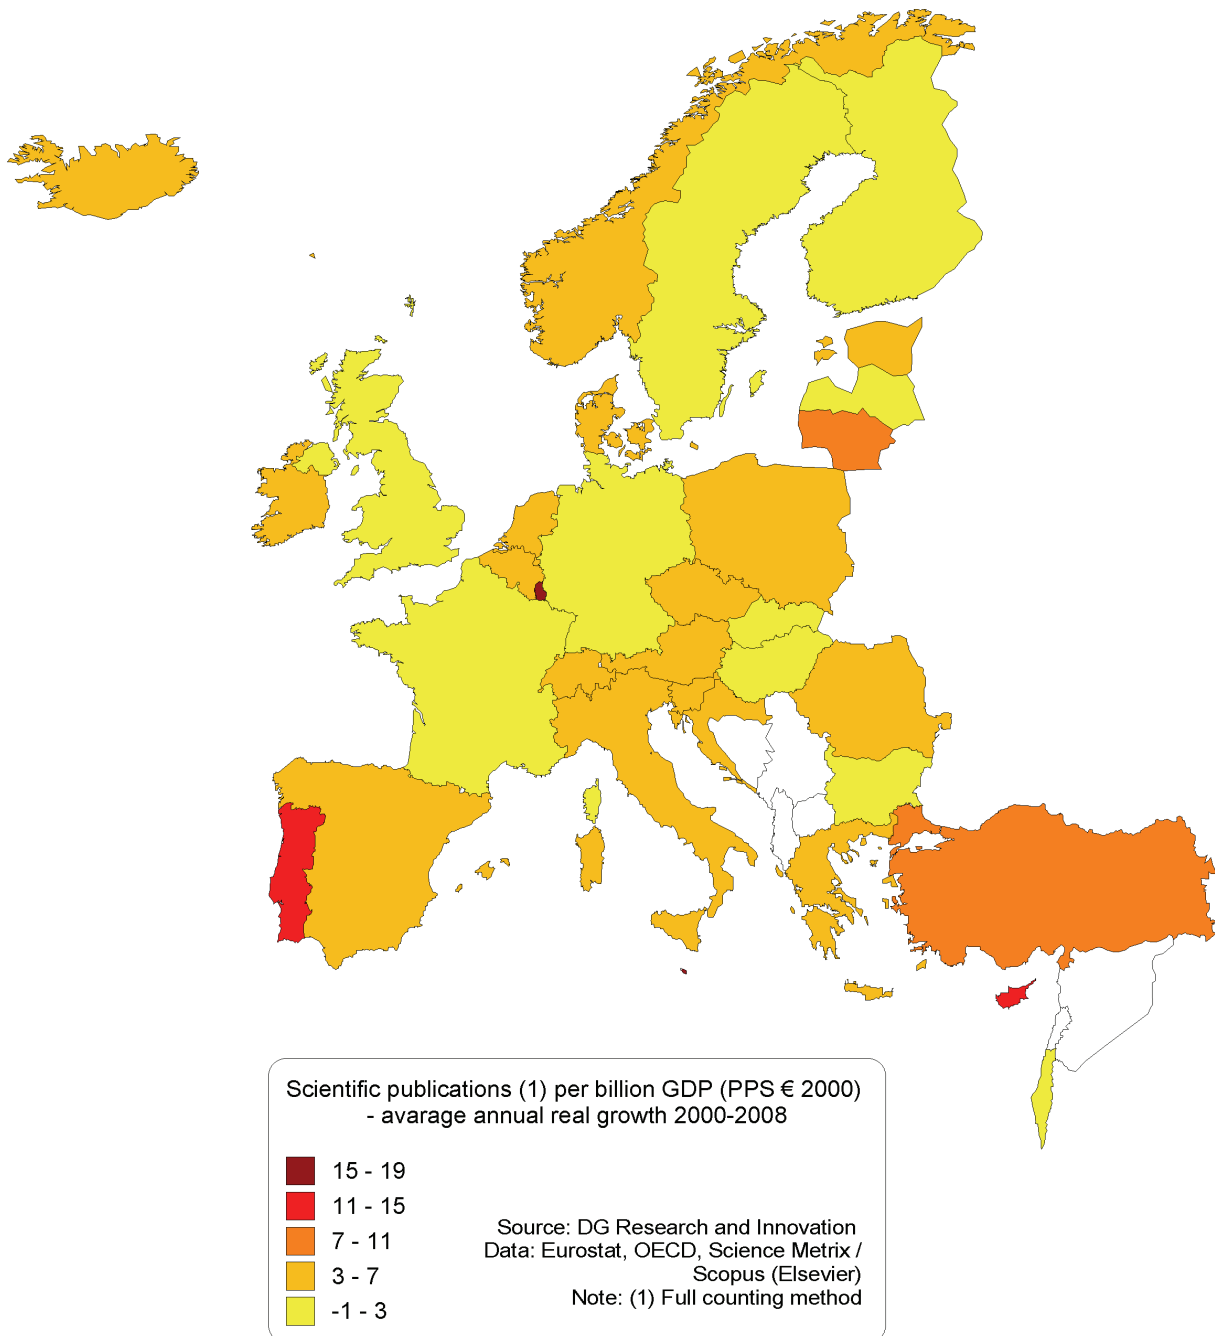 Scientific publications (1) per billion GDP (PPS € 2000)
- avarage annual real growth 2000-2008
15 - 19
11 - 15
7 - 11
3 - 7
-1 - 3
Source: DG Research and Innovation
Data: Eurostat, OECD, Science Metrix /
Scopus (Elsevier)
Note: (1) Full counting method